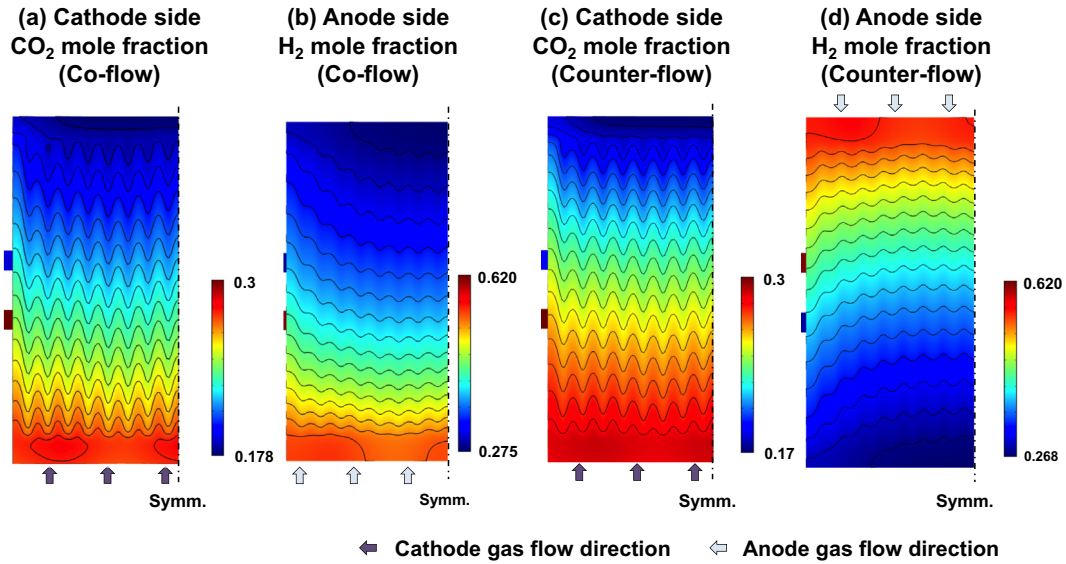 (a) Cathode side
CO₂ mole fraction
(Co-flow)
(b) Anode side
H₂ mole fraction
(Co-flow)
(c) Cathode side
CO₂ mole fraction
(Counter-flow)
(d) Anode side
H₂ mole fraction
(Counter-flow)
0.3
0.178
Symm.
0.620
0.275
Symm.
0.3
0.17
Symm.
0.620
0.268
Symm.
Cathode gas flow direction
Anode gas flow direction